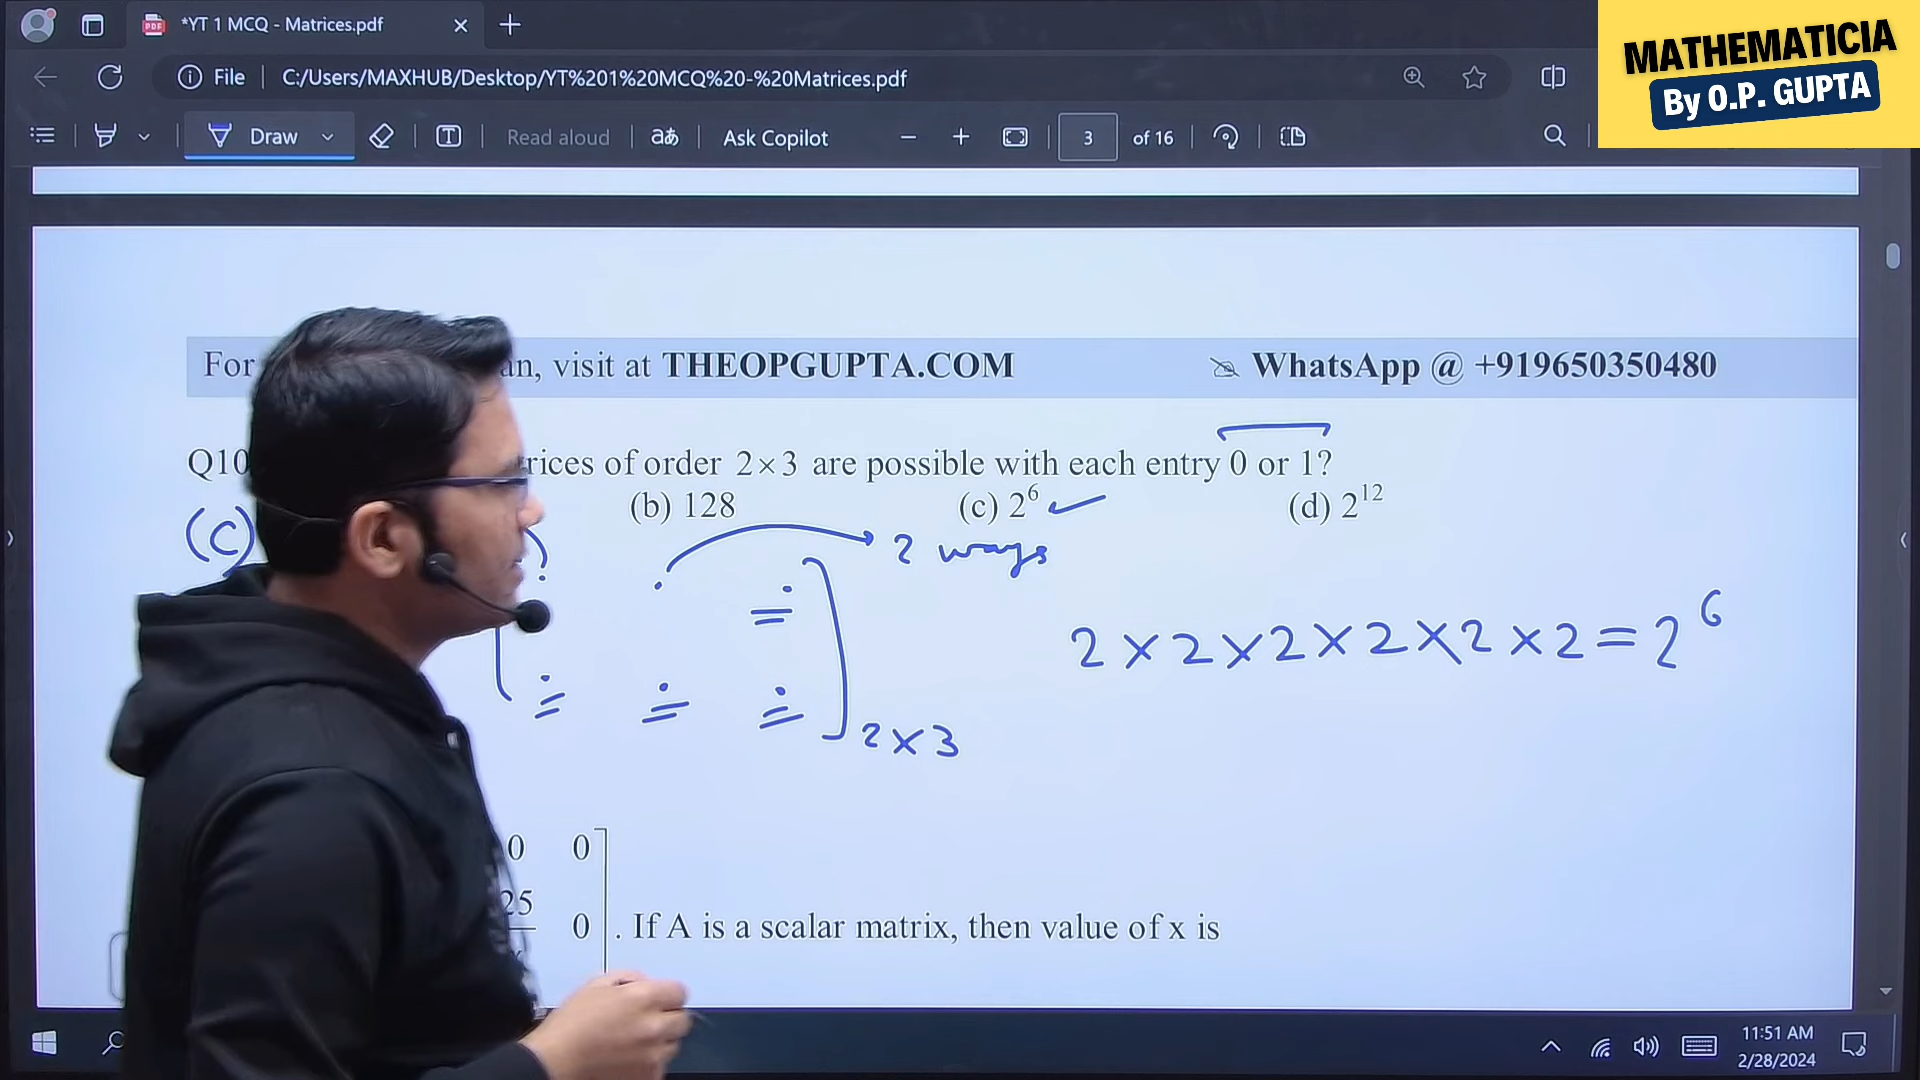 *YT 1 MCQ - Matrices.pdf
MATHEMATICIA
By O.P. GUPTA
File
C:/Users/MAXHUB/Desktop/YT%201%20MCQ%20-%20Matrices.pdf
Draw
Read aloud
aあ
Ask Copilot
3 of 16
For an, visit at THEOPGUPTA.COM WhatsApp @ +919650350480
Q10 rices of order 2×3 are possible with each entry 0 or 1?
(b) 128 (c) 2⁶ ✓ (d) 2¹²
(c) 2 ways
2 × 2 × 2 × 2 × 2 × 2 = 2⁶
2 × 3
0 0
25 0 . If A is a scalar matrix, then value of x is
11:51 AM
2/28/2024